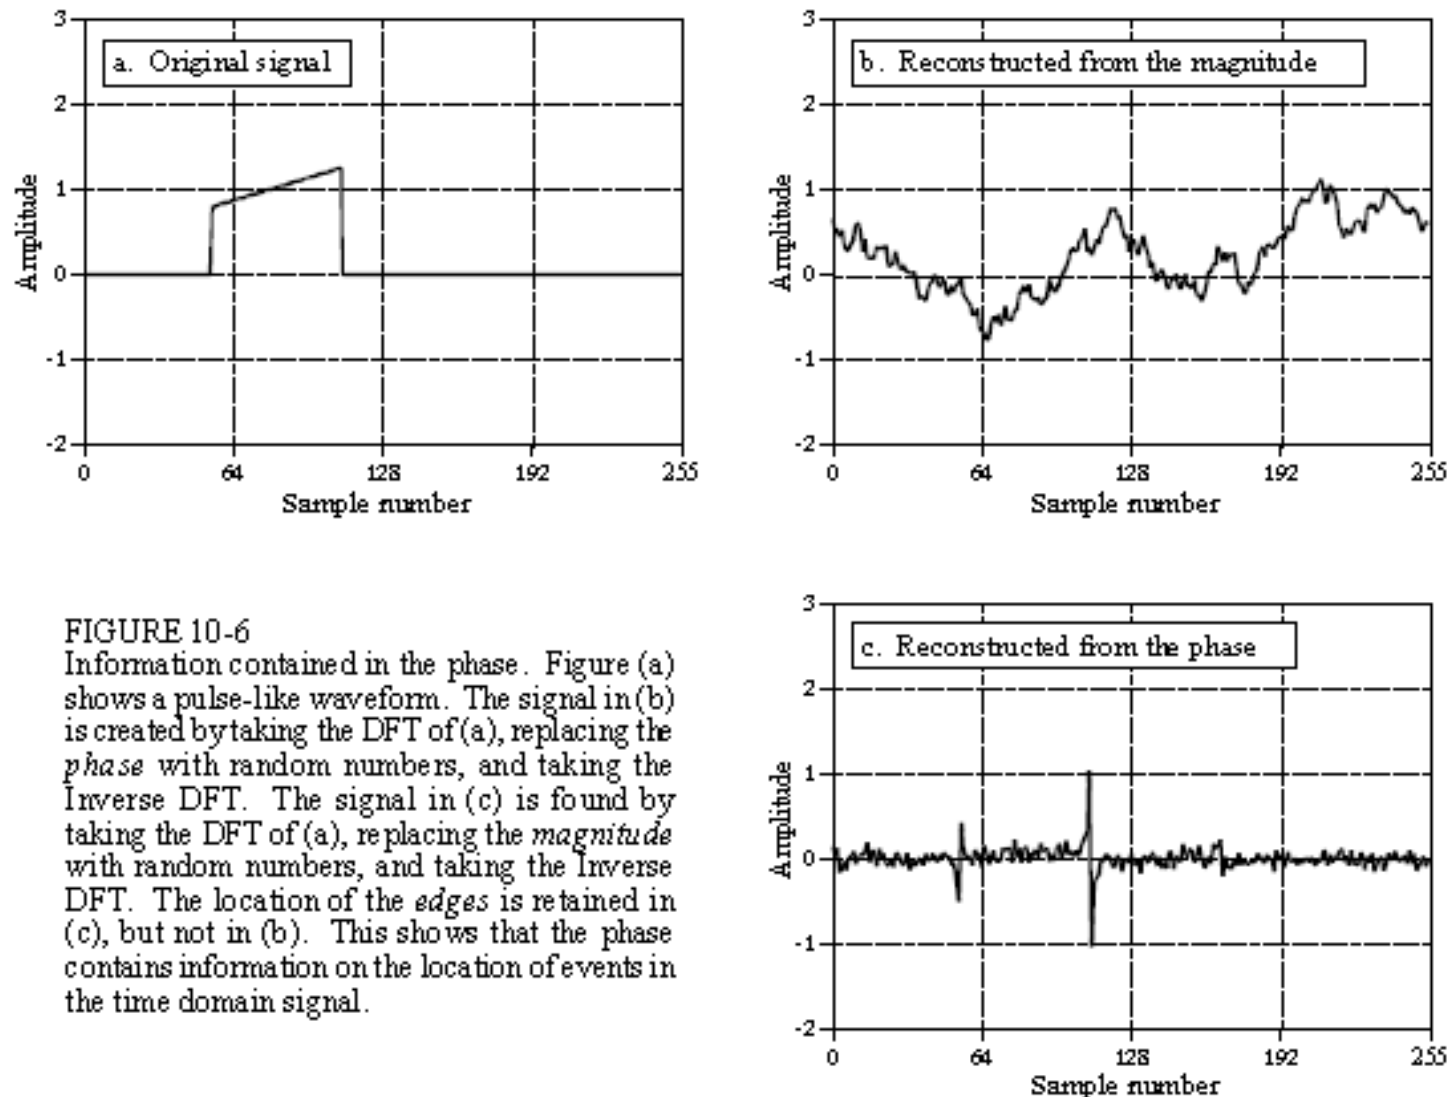 a. Original signal
3
2
1
0
-1
-2
Amplitude
0 64 128 192 255
Sample number
b. Reconstructed from the magnitude
3
2
1
0
-1
-2
Amplitude
0 64 128 192 255
Sample number
FIGURE 10-6
Information contained in the phase. Figure (a)
shows a pulse-like waveform. The signal in (b)
is created by taking the DFT of (a), replacing the
phase with random numbers, and taking the
Inverse DFT. The signal in (c) is found by
taking the DFT of (a), replacing the magnitude
with random numbers, and taking the Inverse
DFT. The location of the edges is retained in
(c), but not in (b). This shows that the phase
contains information on the location of events in
the time domain signal.
c. Reconstructed from the phase
3
2
1
0
-1
-2
Amplitude
0 64 128 192 255
Sample number